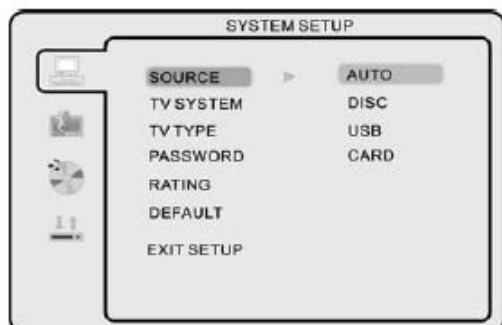 SYSTEM SETUP
SOURCE AUTO
TV SYSTEM DISC
TV TYPE USB
PASSWORD CARD
RATING
DEFAULT
EXIT SETUP